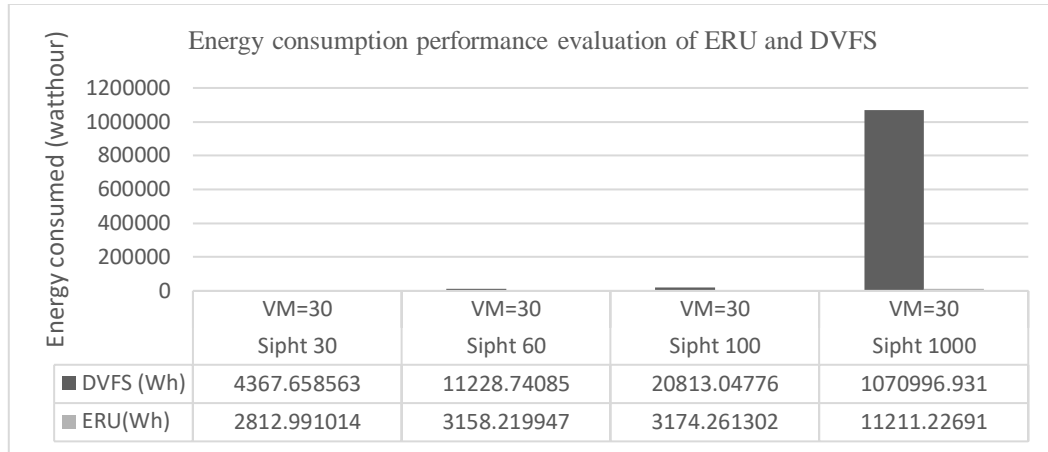 Energy consumption performance evaluation of ERU and DVFS
Energy consumed (watthour)
1200000
1000000
800000
600000
400000
200000
0
VM=30 VM=30 VM=30 VM=30
Sipht 30 Sipht 60 Sipht 100 Sipht 1000
DVFS (Wh) 4367.658563 11228.74085 20813.04776 1070996.931
ERU(Wh) 2812.991014 3158.219947 3174.261302 11211.22691